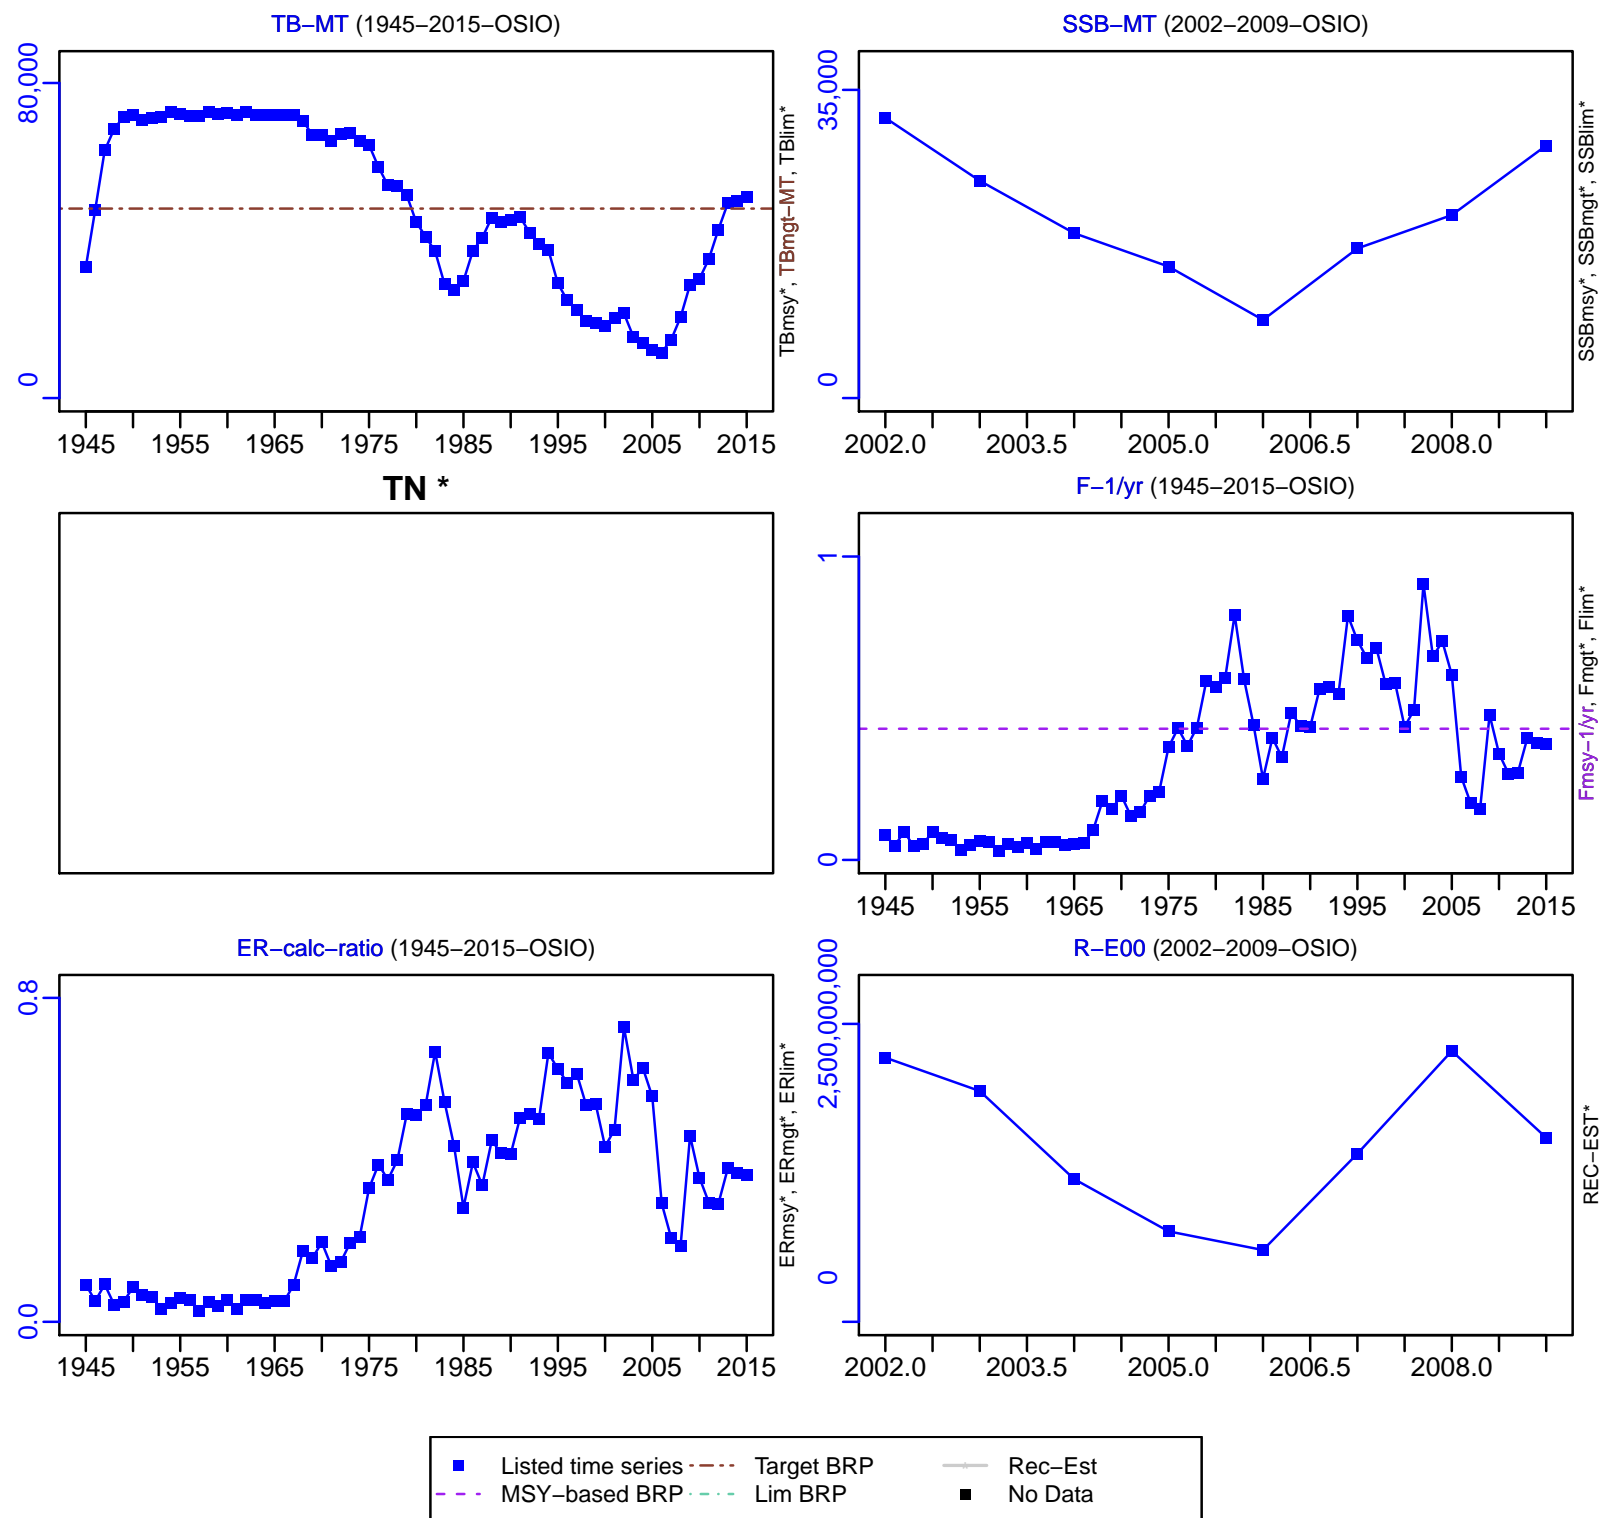 TB−MT (1945−2015−OSIO)
80,000
0
1945 1955 1965 1975 1985 1995 2005 2015
TBmsy*, TBmgt−MT, TBlim*
SSB−MT (2002−2009−OSIO)
35,000
0
2002.0 2003.5 2005.0 2006.5 2008.0
SSBmsy*, SSBmgt*, SSBlim*
TN *
F−1/yr (1945−2015−OSIO)
1
0
1945 1955 1965 1975 1985 1995 2005 2015
Fmsy−1/yr, Fmgt*, Flim*
ER−calc−ratio (1945−2015−OSIO)
0.8
0.0
1945 1955 1965 1975 1985 1995 2005 2015
ERmsy*, ERmgt*, ERlim*
R−E00 (2002−2009−OSIO)
2,500,000,000
0
2002.0 2003.5 2005.0 2006.5 2008.0
REC−EST*
Listed time series Target BRP Rec−Est
MSY−based BRP Lim BRP No Data